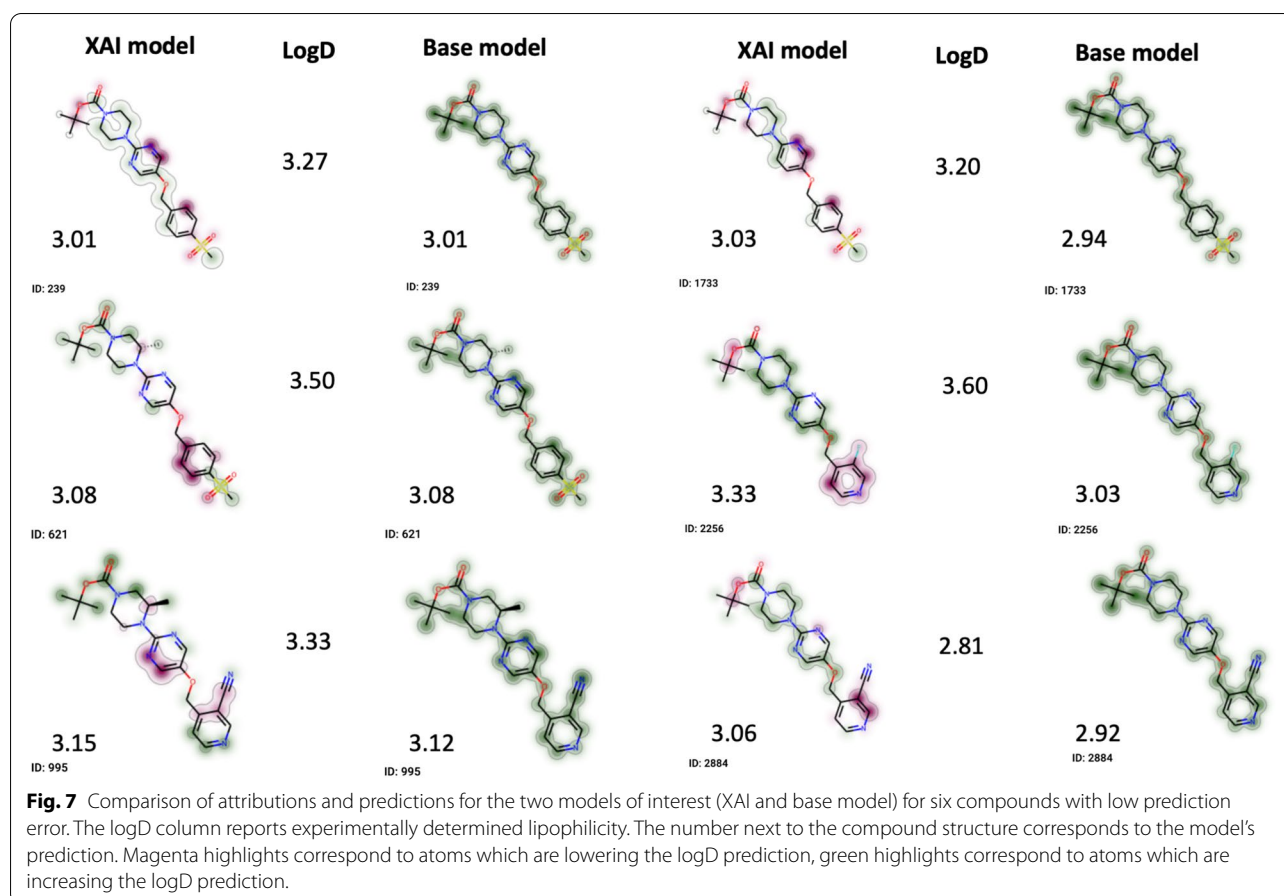 XAI model LogD Base model XAI model LogD Base model
3.27 3.20
3.01 3.01 3.03 2.94
ID: 239 ID: 239 ID: 1733 ID: 1733
3.50 3.60
3.08 3.08 3.33 3.03
ID: 621 ID: 621 ID: 2256 ID: 2256
3.33 2.81
3.15 3.12 3.06 2.92
ID: 995 ID: 995 ID: 2884 ID: 2884
Fig. 7 Comparison of attributions and predictions for the two models of interest (XAI and base model) for six compounds with low prediction
error. The logD column reports experimentally determined lipophilicity. The number next to the compound structure corresponds to the model's
prediction. Magenta highlights correspond to atoms which are lowering the logD prediction, green highlights correspond to atoms which are
increasing the logD prediction.